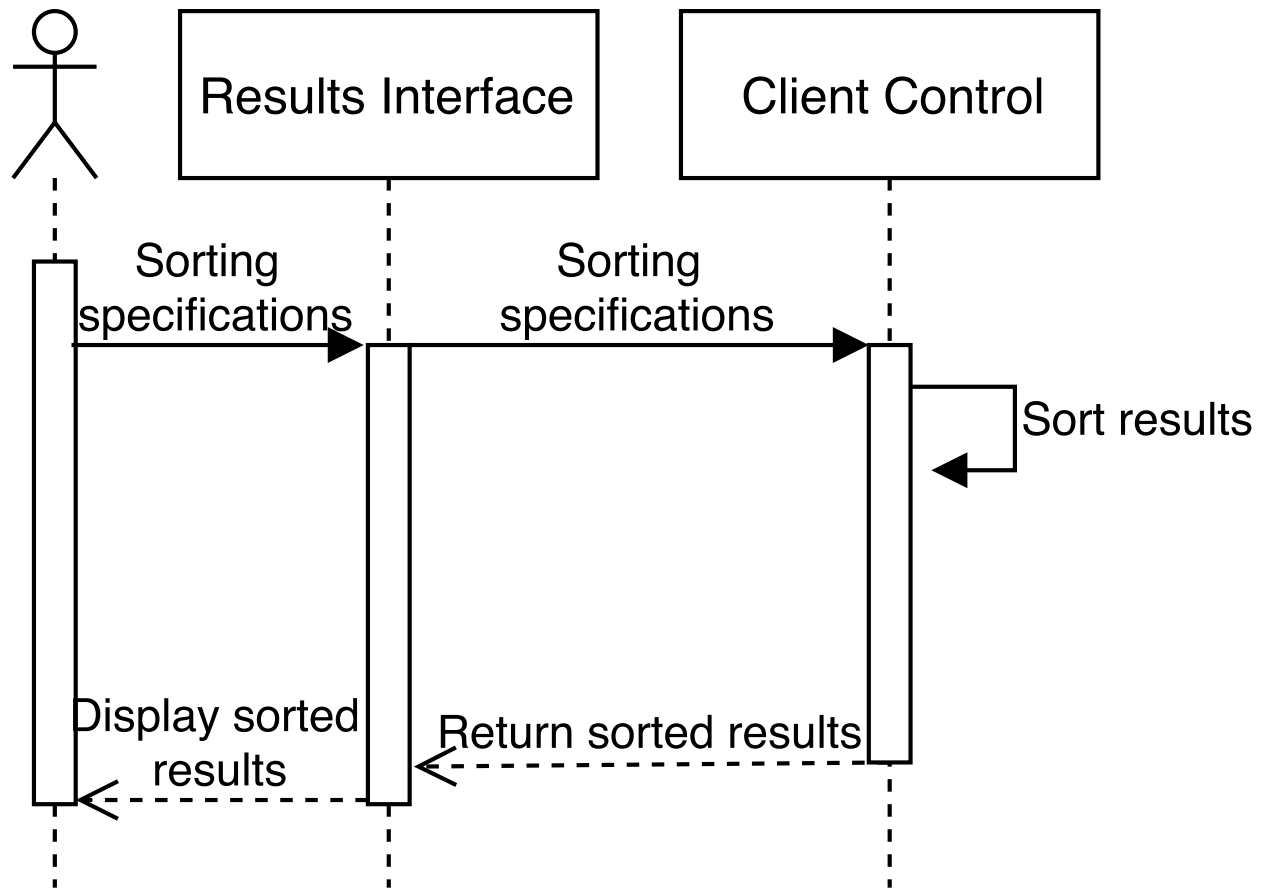 Results Interface
Client Control
Sorting
specifications
Sorting
specifications
Sort results
Display sorted
results
Return sorted results